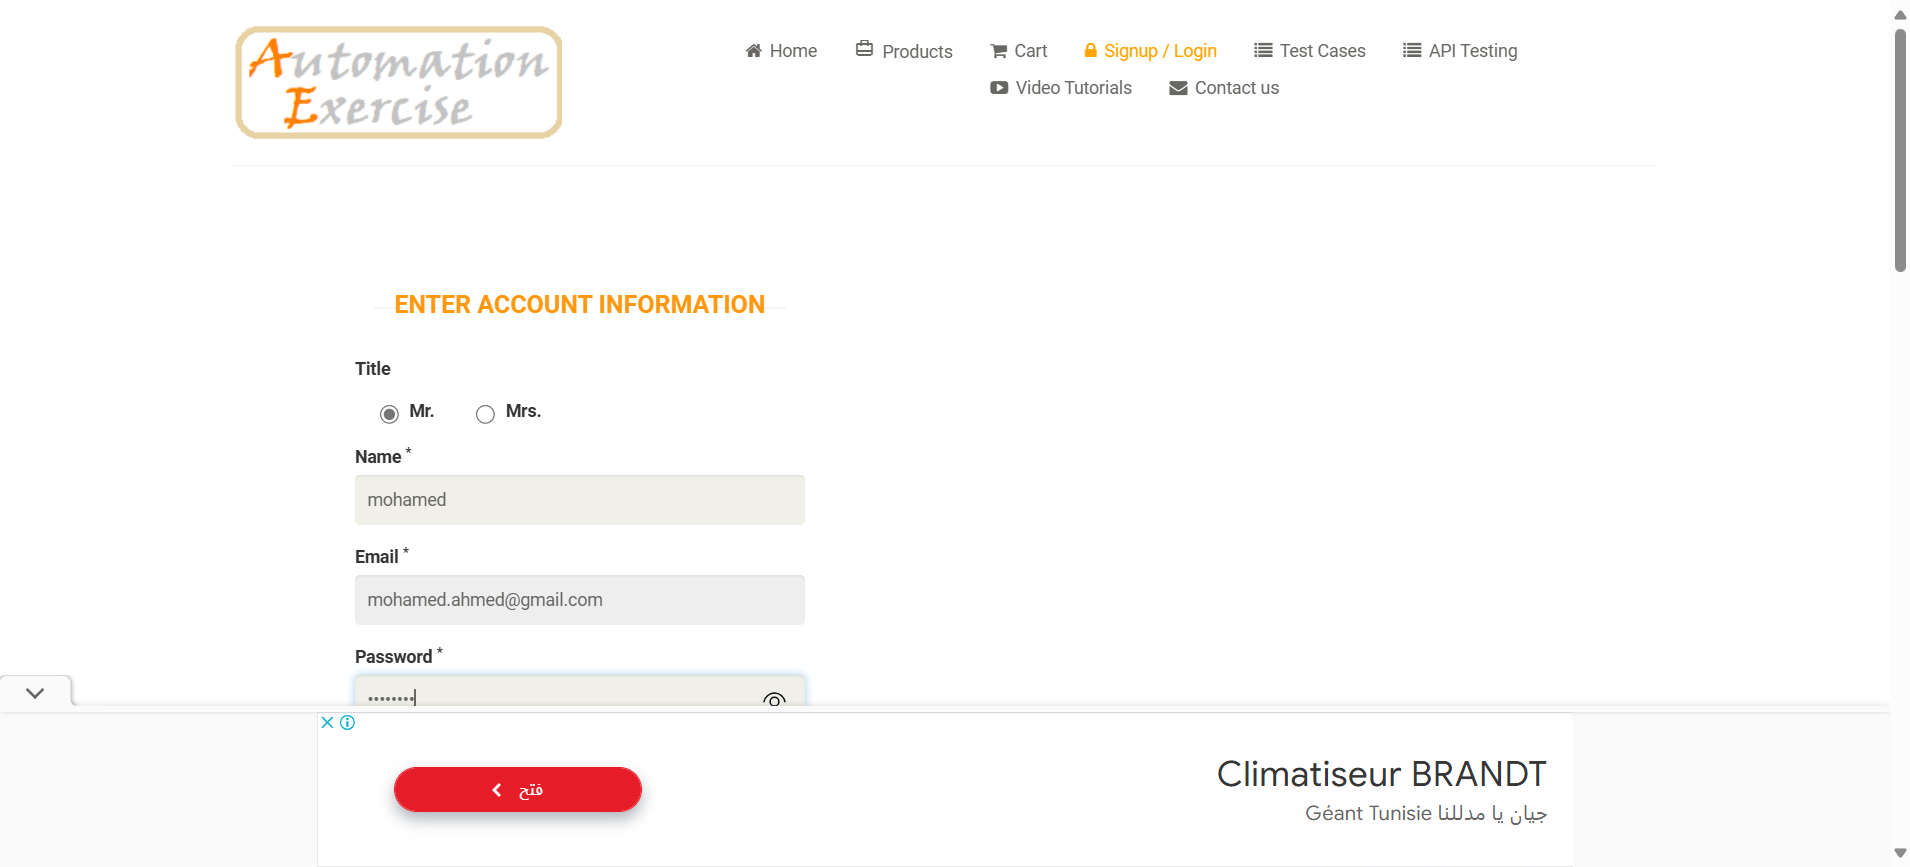 Automation
Exercise
Home Products Cart Signup / Login Test Cases API Testing
Video Tutorials Contact us
ENTER ACCOUNT INFORMATION
Title
Mr. Mrs.
Name *
mohamed
Email *
mohamed.ahmed@gmail.com
Password *
••••••••
Climatiseur BRANDT
فتح
جيان يا مدللنا Géant Tunisie